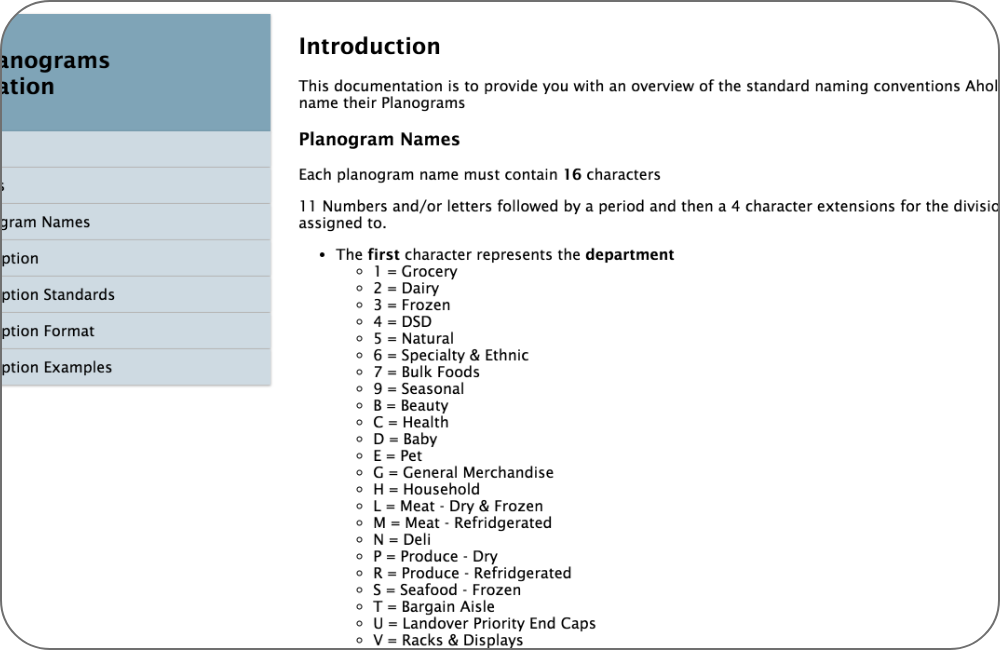 anograms
ation
s
gram Names
ption
ption Standards
ption Format
ption Examples
Introduction
This documentation is to provide you with an overview of the standard naming conventions Ahol
name their Planograms
Planogram Names
Each planogram name must contain 16 characters
11 Numbers and/or letters followed by a period and then a 4 character extensions for the divisio
assigned to.
• The first character represents the department
◦ 1 = Grocery
◦ 2 = Dairy
◦ 3 = Frozen
◦ 4 = DSD
◦ 5 = Natural
◦ 6 = Specialty & Ethnic
◦ 7 = Bulk Foods
◦ 9 = Seasonal
◦ B = Beauty
◦ C = Health
◦ D = Baby
◦ E = Pet
◦ G = General Merchandise
◦ H = Household
◦ L = Meat - Dry & Frozen
◦ M = Meat - Refridgerated
◦ N = Deli
◦ P = Produce - Dry
◦ R = Produce - Refridgerated
◦ S = Seafood - Frozen
◦ T = Bargain Aisle
◦ U = Landover Priority End Caps
◦ V = Racks & Displays